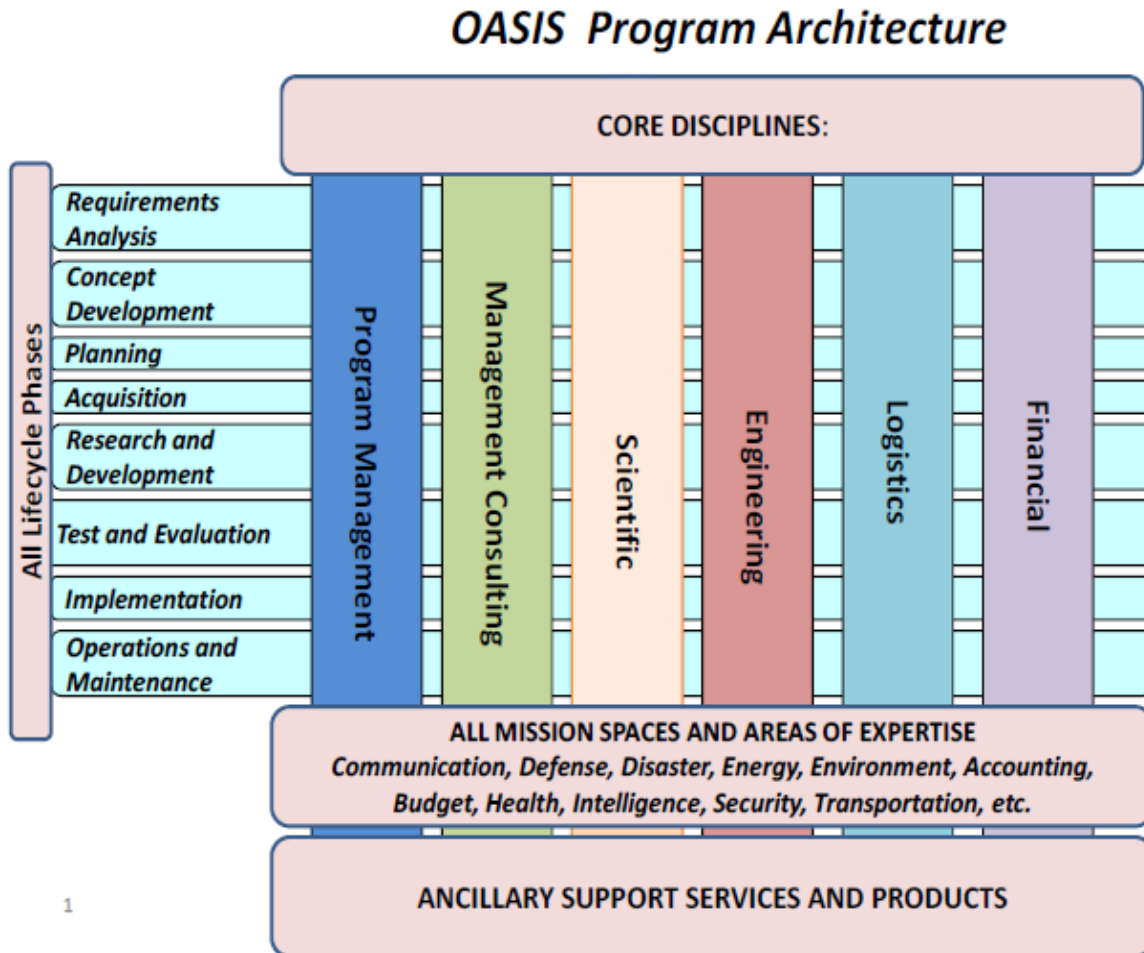 OASIS Program Architecture
CORE DISCIPLINES:
All Lifecycle Phases
Requirements
Analysis
Concept
Development
Planning
Acquisition
Research and
Development
Test and Evaluation
Implementation
Operations and
Maintenance
Program Management
Management Consulting
Scientific
Engineering
Logistics
Financial
ALL MISSION SPACES AND AREAS OF EXPERTISE
Communication, Defense, Disaster, Energy, Environment, Accounting,
Budget, Health, Intelligence, Security, Transportation, etc.
ANCILLARY SUPPORT SERVICES AND PRODUCTS
1